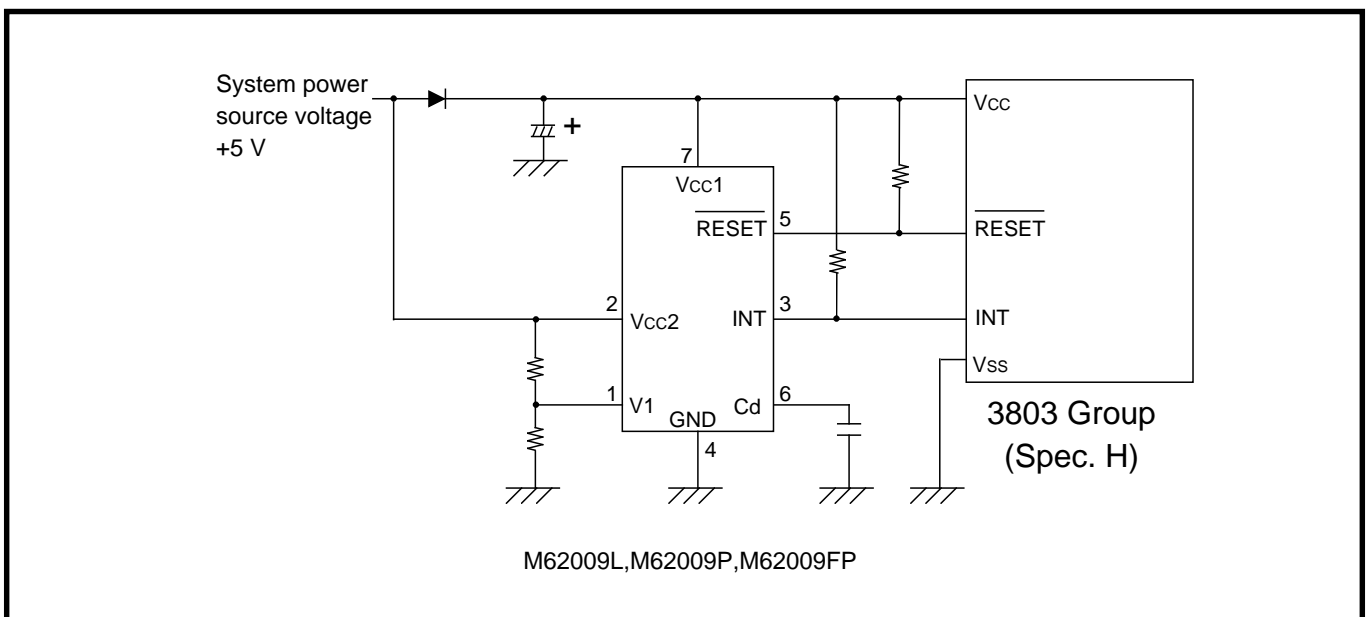 System power
source voltage
+5 V
+
7
VCC1
RESET
5
2
VCC2
INT
3
1
V1
Cd
6
GND
4
VCC
RESET
INT
VSS
3803 Group
(Spec. H)
M62009L,M62009P,M62009FP